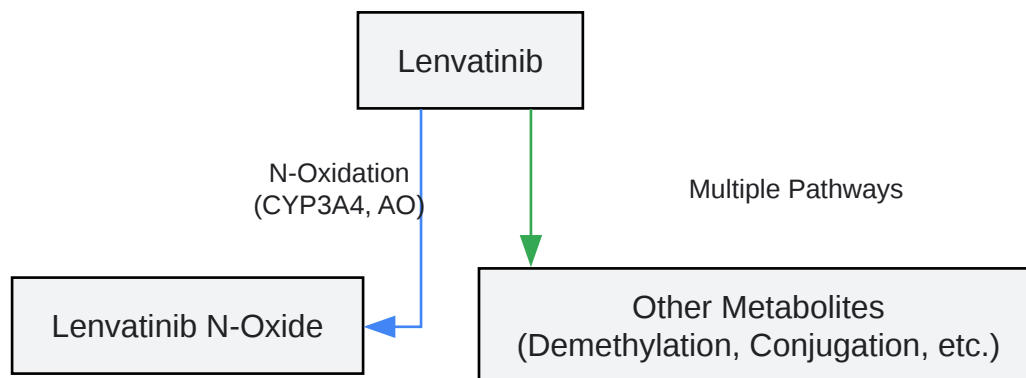 Lenvatinib
N-Oxidation
(CYP3A4, AO)
Multiple Pathways
Lenvatinib N-Oxide
Other Metabolites
(Demethylation, Conjugation, etc.)